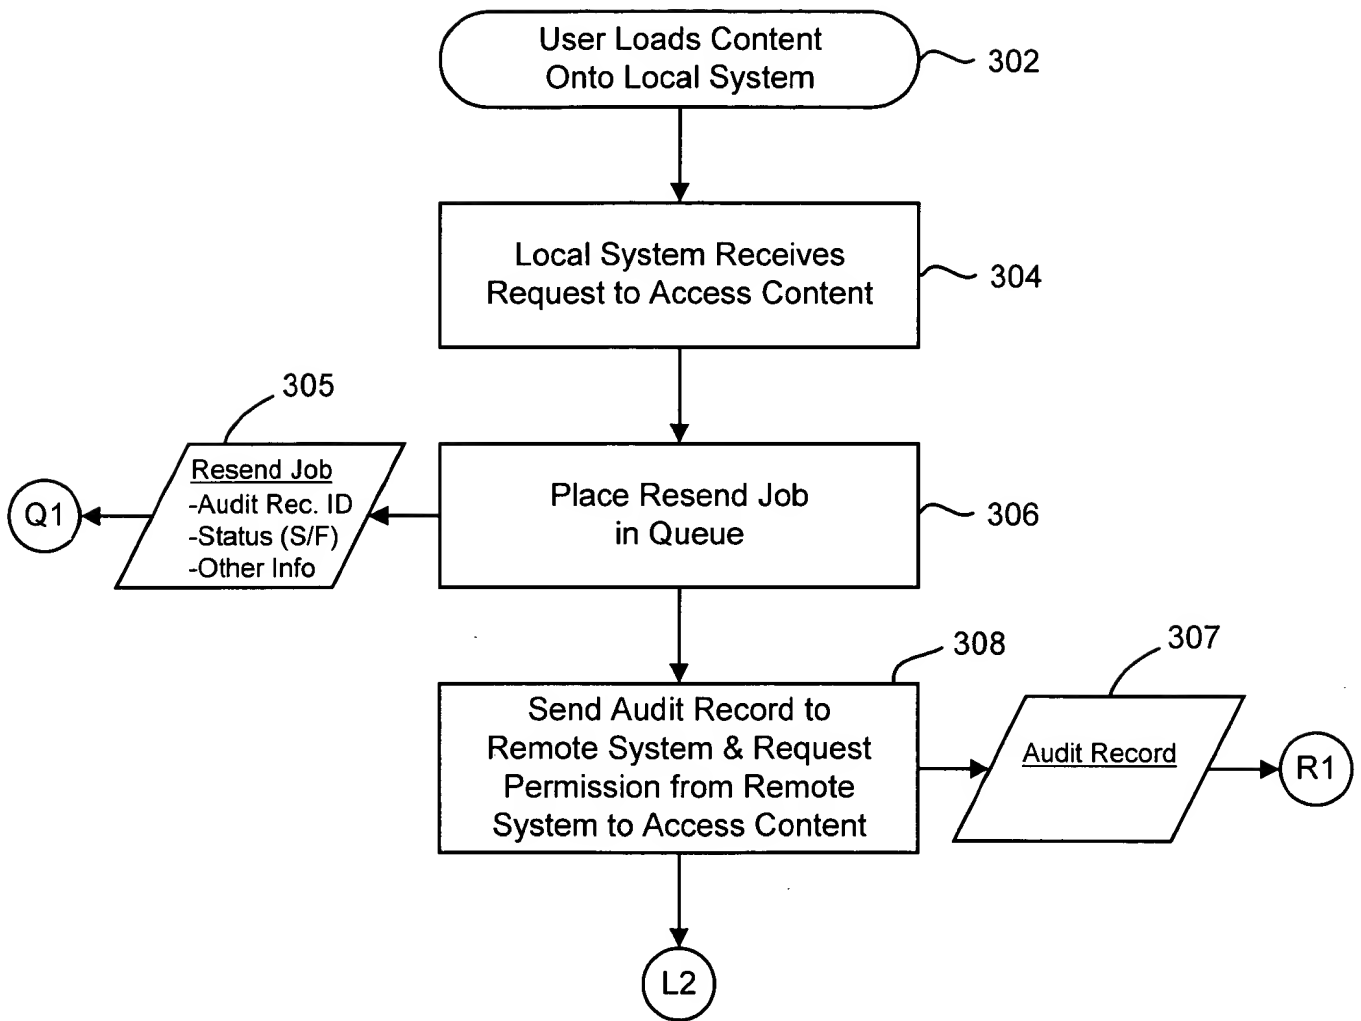 User Loads Content
Onto Local System
302
Local System Receives
Request to Access Content
304
305
Resend Job
-Audit Rec. ID
-Status (S/F)
-Other Info
Q1
Place Resend Job
in Queue
306
308
307
Send Audit Record to
Remote System & Request
Permission from Remote
System to Access Content
Audit Record
R1
L2